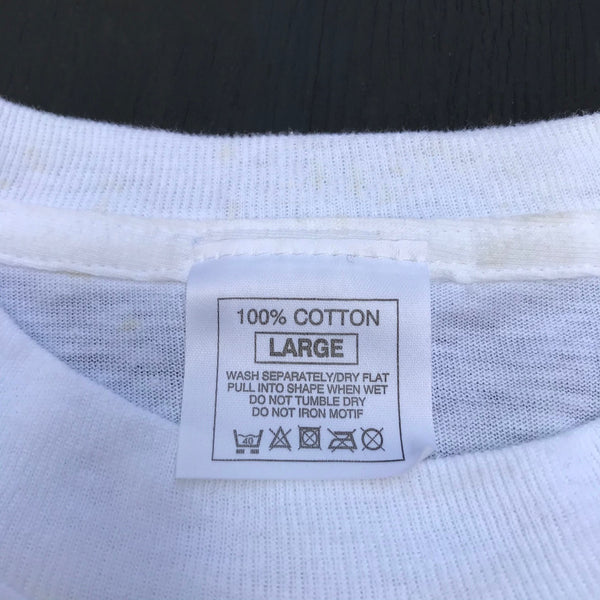 100% COTTON
LARGE
WASH SEPARATELY/DRY FLAT
PULL INTO SHAPE WHEN WET
DO NOT TUMBLE DRY
DO NOT IRON MOTIF
40